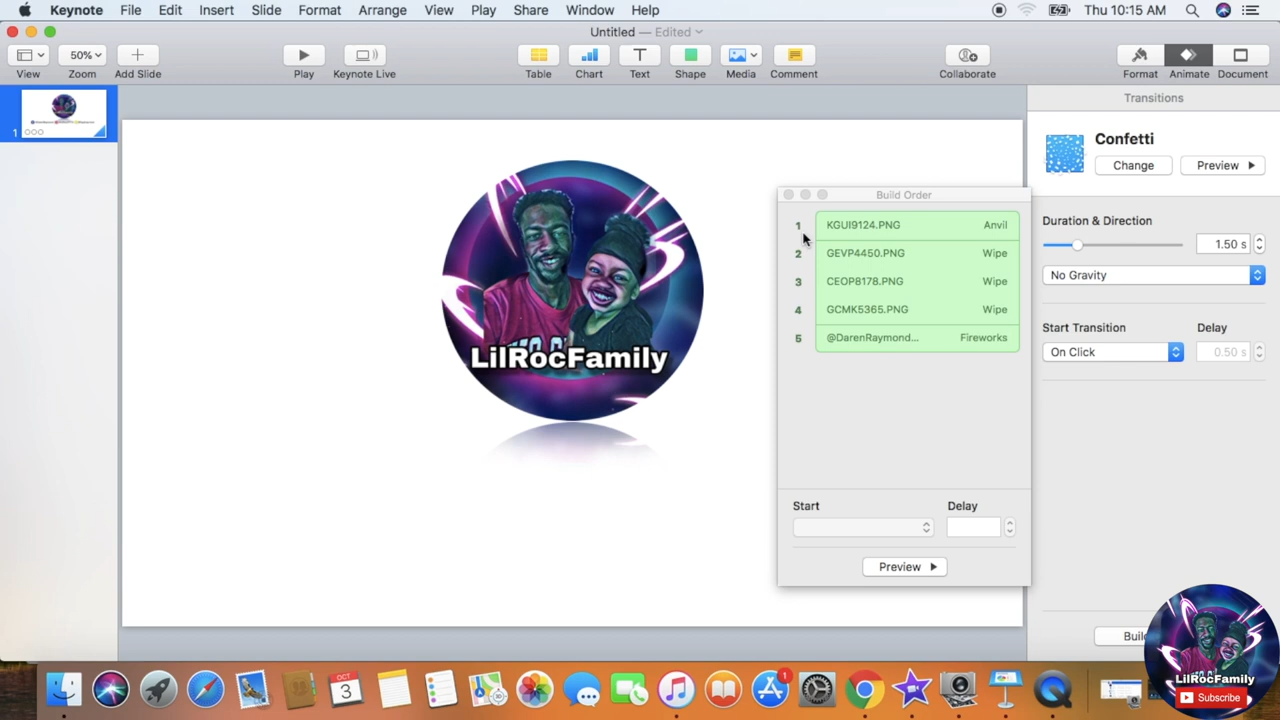 Keynote File Edit Insert Slide Format Arrange View Play Share Window Help Thu 10:15 AM
Untitled — Edited
50%
View Zoom Add Slide Play Keynote Live Table Chart Text Shape Media Comment Collaborate Format Animate Document
Transitions
1
LilRocFamily
Build Order
1 KGUI9124.PNG Anvil
2 GEVP4450.PNG Wipe
3 CEOP8178.PNG Wipe
4 GCMK5365.PNG Wipe
5 @DarenRaymond... Fireworks
Start Delay
Preview
Confetti
Change Preview
Duration & Direction
1.50 s
No Gravity
Start Transition Delay
On Click 0.50 s
Buil
OCT
3
1
LilRocFamily
Subscribe